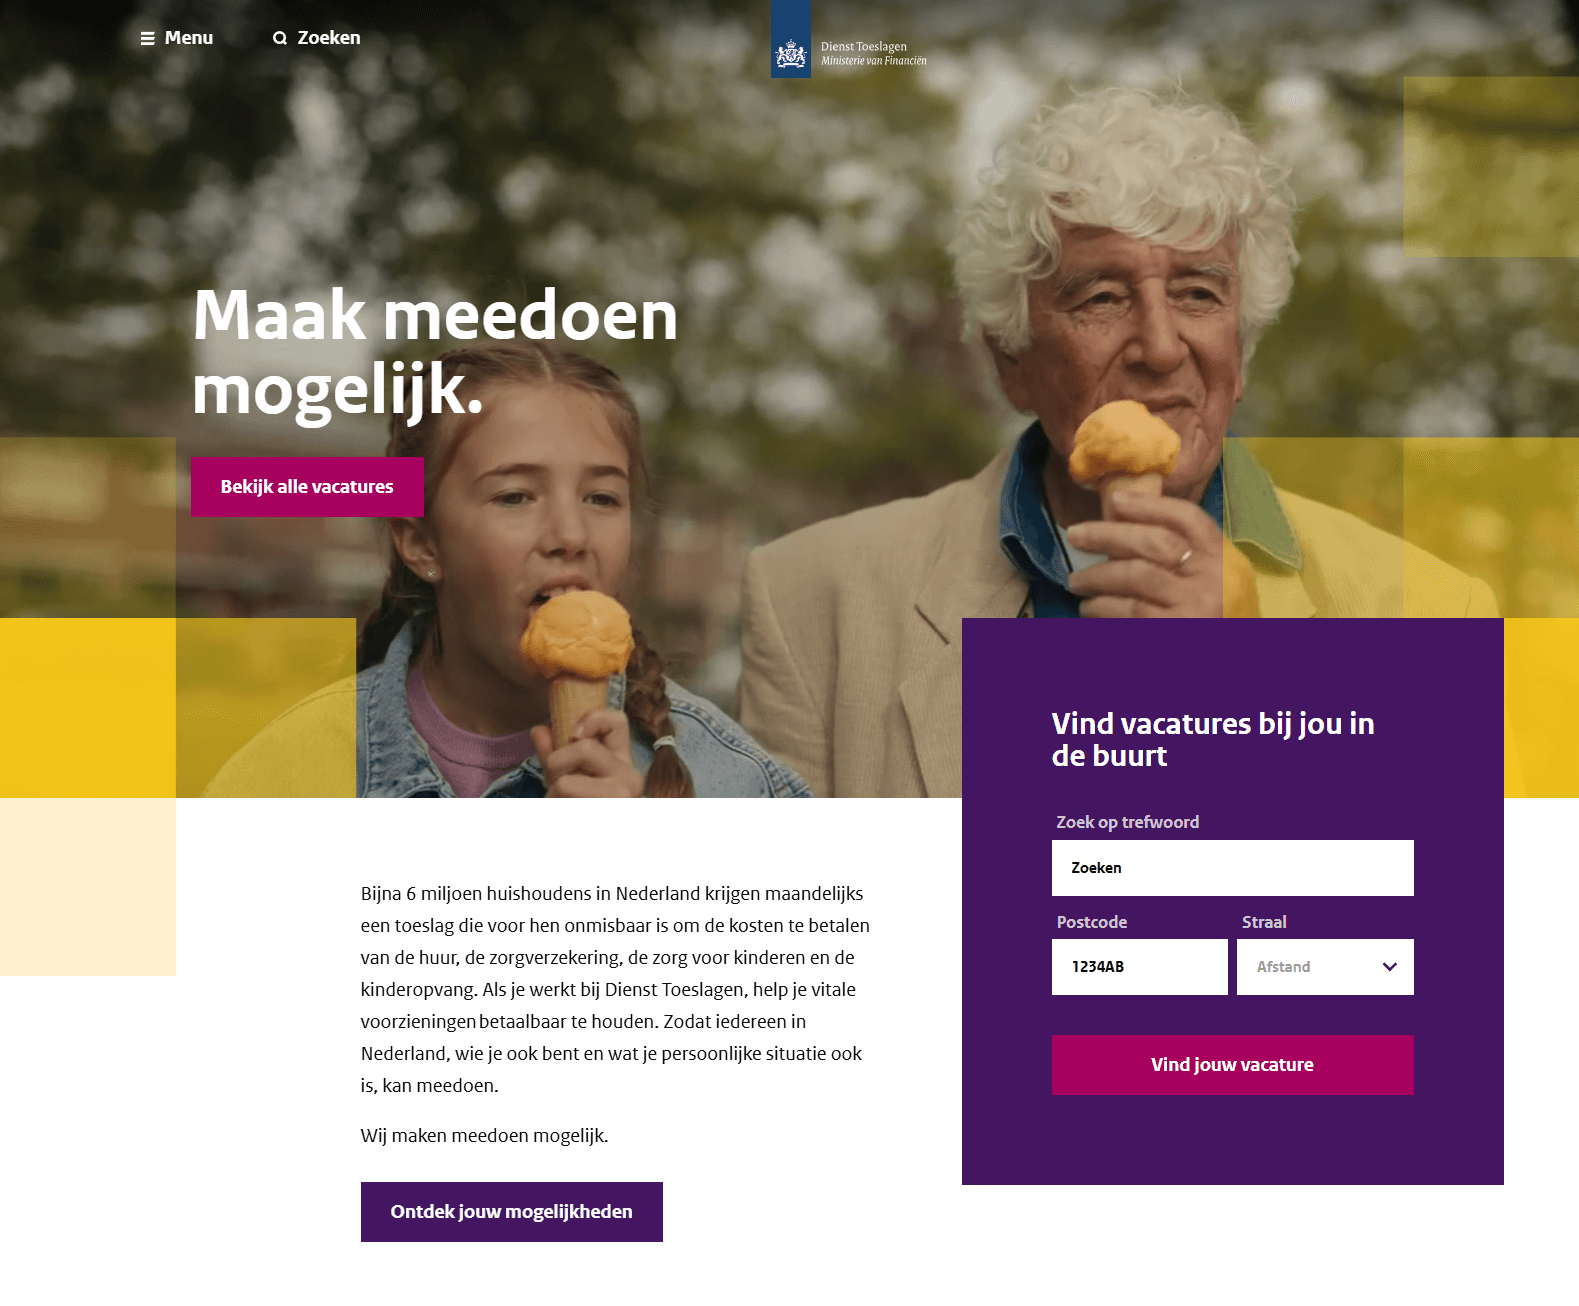 Menu
Zoeken
Dienst Toeslagen
Ministerie van Financiën
Maak meedoen
mogelijk.
Bekijk alle vacatures
Vind vacatures bij jou in
de buurt
Zoek op trefwoord
Zoeken
Postcode
Straal
1234AB
Afstand
Vind jouw vacature
Bijna 6 miljoen huishoudens in Nederland krijgen maandelijks
een toeslag die voor hen onmisbaar is om de kosten te betalen
van de huur, de zorgverzekering, de zorg voor kinderen en de
kinderopvang. Als je werkt bij Dienst Toeslagen, help je vitale
voorzieningen betaalbaar te houden. Zodat iedereen in
Nederland, wie je ook bent en wat je persoonlijke situatie ook
is, kan meedoen.
Wij maken meedoen mogelijk.
Ontdek jouw mogelijkheden